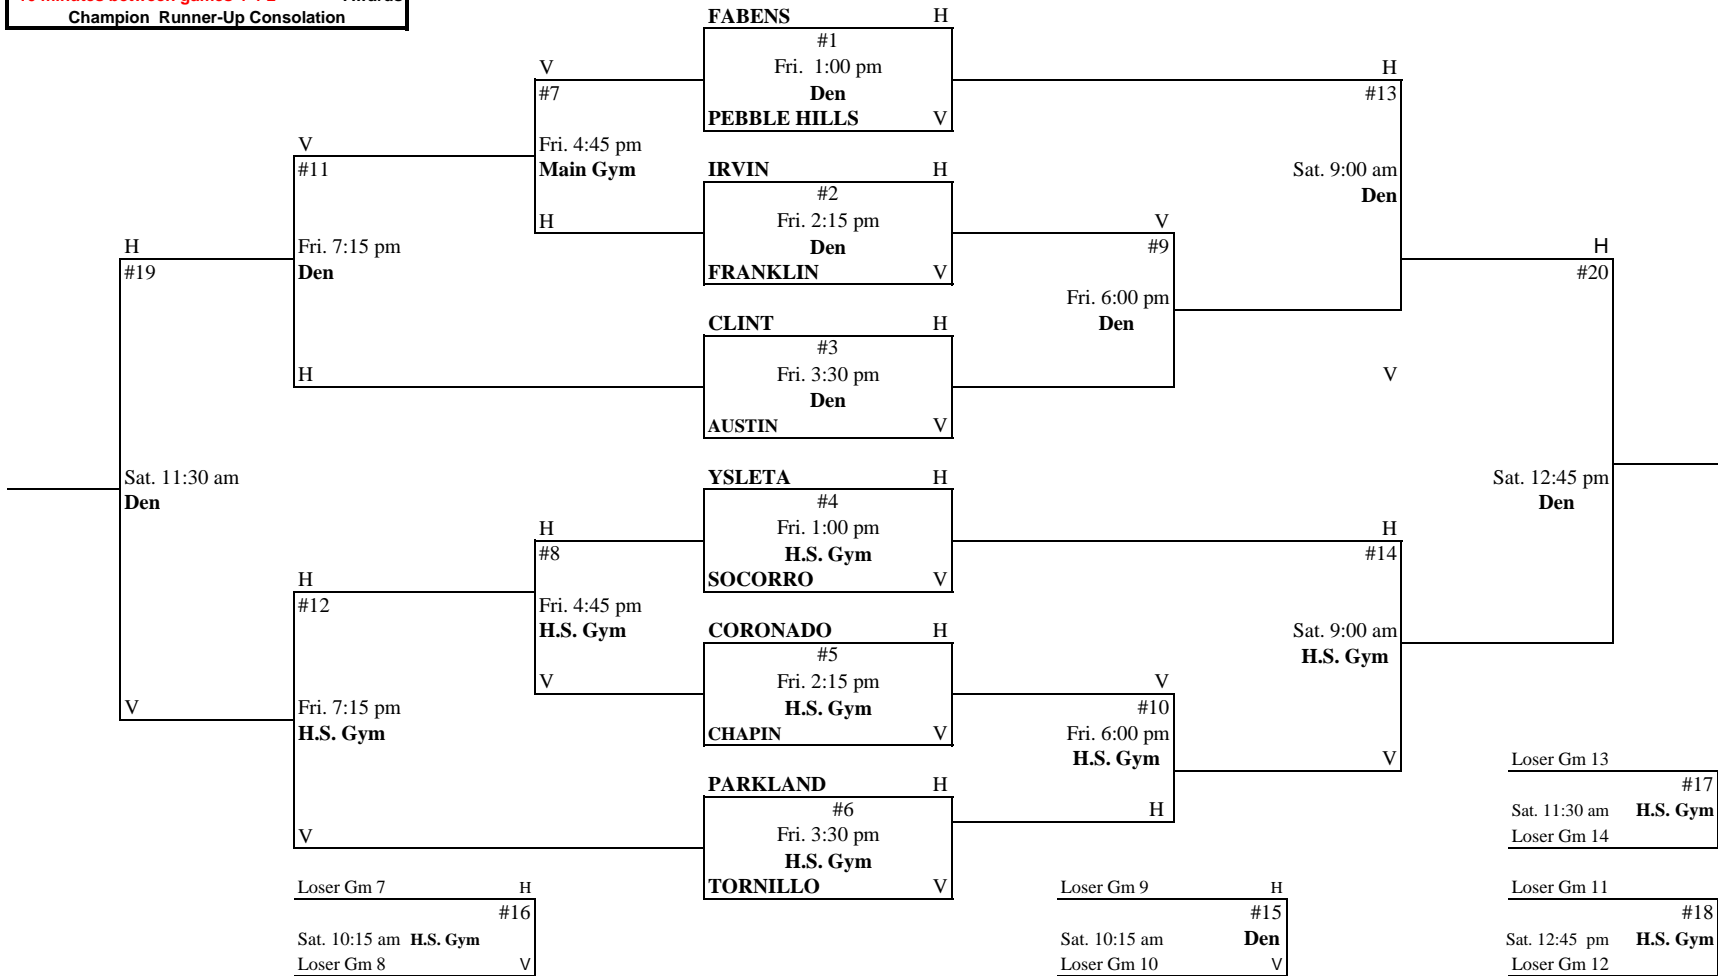 Champion Runner-Up Consolation
FABENS H
#1
Fri. 1:00 pm
Den
PEBBLE HILLS V
V
#7
H
#13
Fri. 4:45 pm
Main Gym
H
V
#11
IRVIN H
#2
Fri. 2:15 pm
Den
FRANKLIN V
Sat. 9:00 am
Den
V
#9
Fri. 6:00 pm
Den
H
#19
Fri. 7:15 pm
Den
H
H
#20
CLINT H
#3
Fri. 3:30 pm
Den
AUSTIN V
V
Sat. 11:30 am
Den
YSLETA H
#4
Fri. 1:00 pm
H.S. Gym
SOCORRO V
Sat. 12:45 pm
Den
H
#8
H
#14
Fri. 4:45 pm
H.S. Gym
V
H
#12
CORONADO H
#5
Fri. 2:15 pm
H.S. Gym
CHAPIN V
Sat. 9:00 am
H.S. Gym
V
V
#10
Fri. 6:00 pm
H.S. Gym
H
V
Fri. 7:15 pm
H.S. Gym
V
PARKLAND H
#6
Fri. 3:30 pm
H.S. Gym
TORNILLO V
Loser Gm 13
#17
Sat. 11:30 am H.S. Gym
Loser Gm 14
Loser Gm 7 H
#16
Sat. 10:15 am H.S. Gym
Loser Gm 8 V
Loser Gm 9 H
#15
Sat. 10:15 am Den
Loser Gm 10 V
Loser Gm 11
#18
Sat. 12:45 pm H.S. Gym
Loser Gm 12